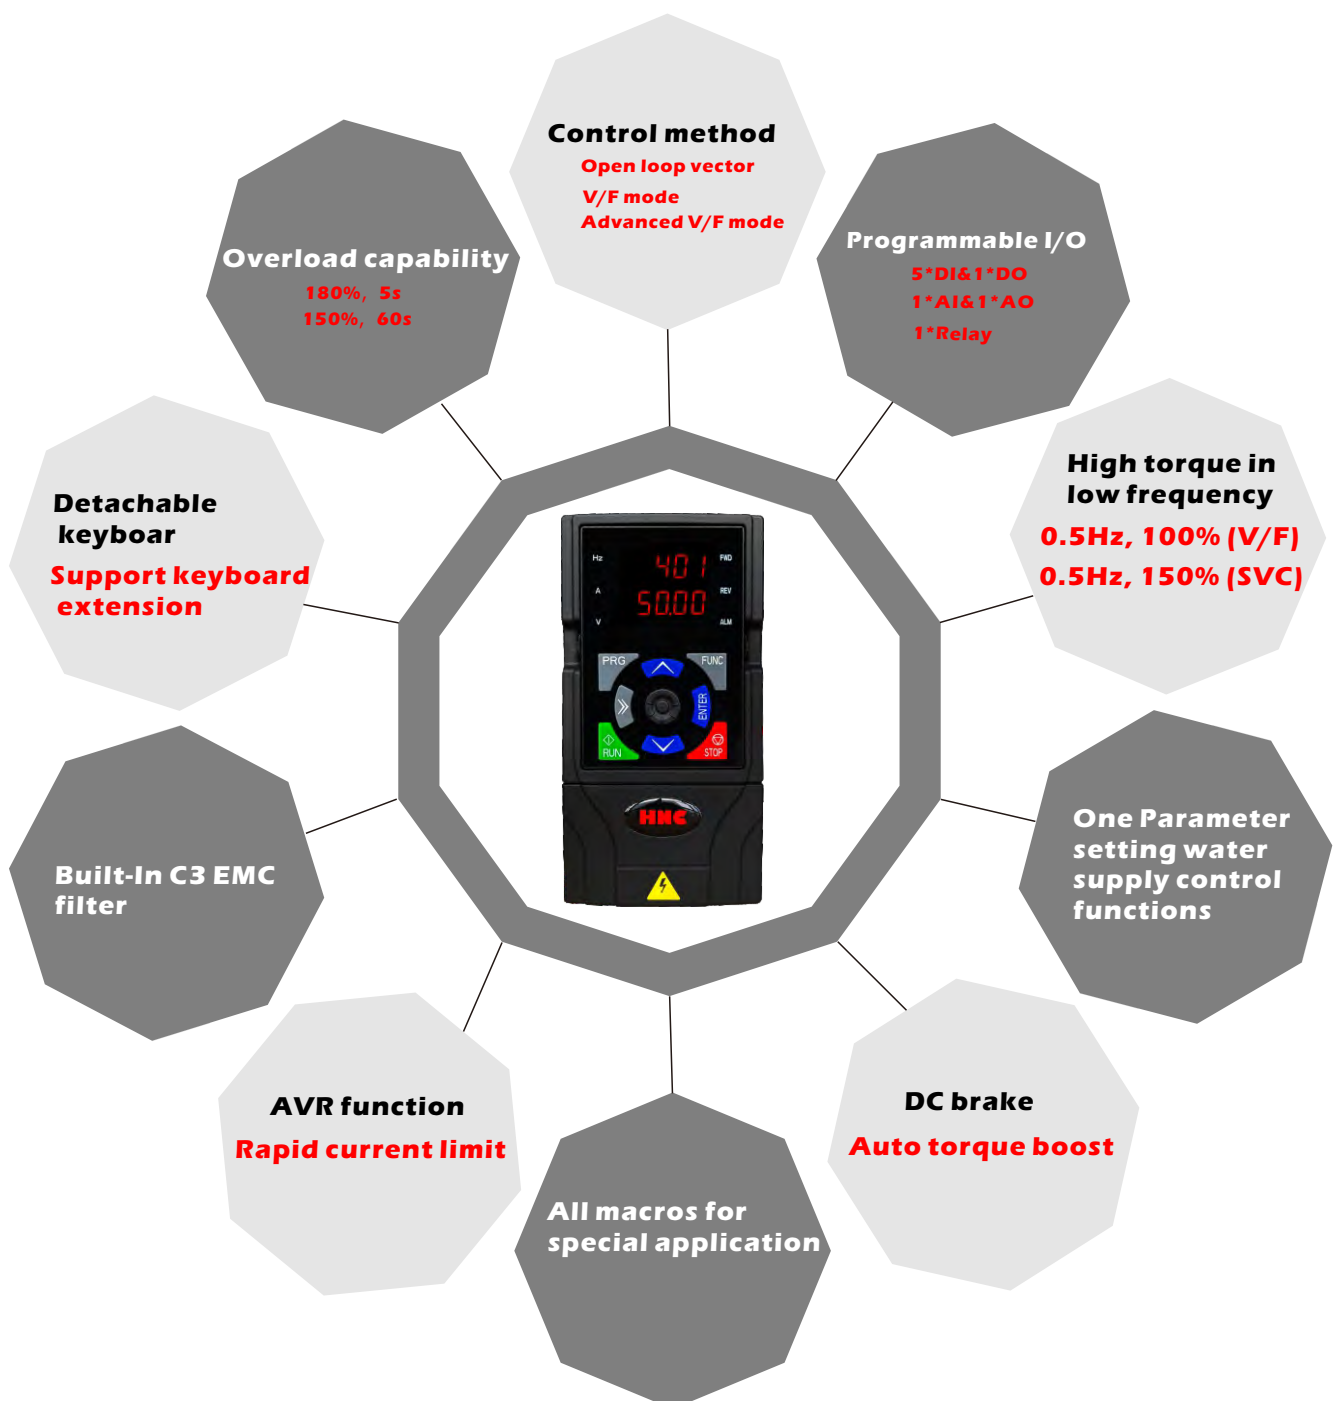 Control method
Open loop vector
V/F mode
Advanced V/F mode
Programmable I/O
5*DI&1*DO
1*AI&1*AO
1*Relay
High torque in
low frequency
0.5Hz, 100% (V/F)
0.5Hz, 150% (SVC)
One Parameter
setting water
supply control
functions
DC brake
Auto torque boost
All macros for
special application
AVR function
Rapid current limit
Built-In C3 EMC
filter
Detachable
keyboar
Support keyboard
extension
Overload capability
180%, 5s
150%, 60s
Hz 401 FWD
A 50.00 REV
V ALM
PRG FUNC
ENTER
RUN STOP
HNC